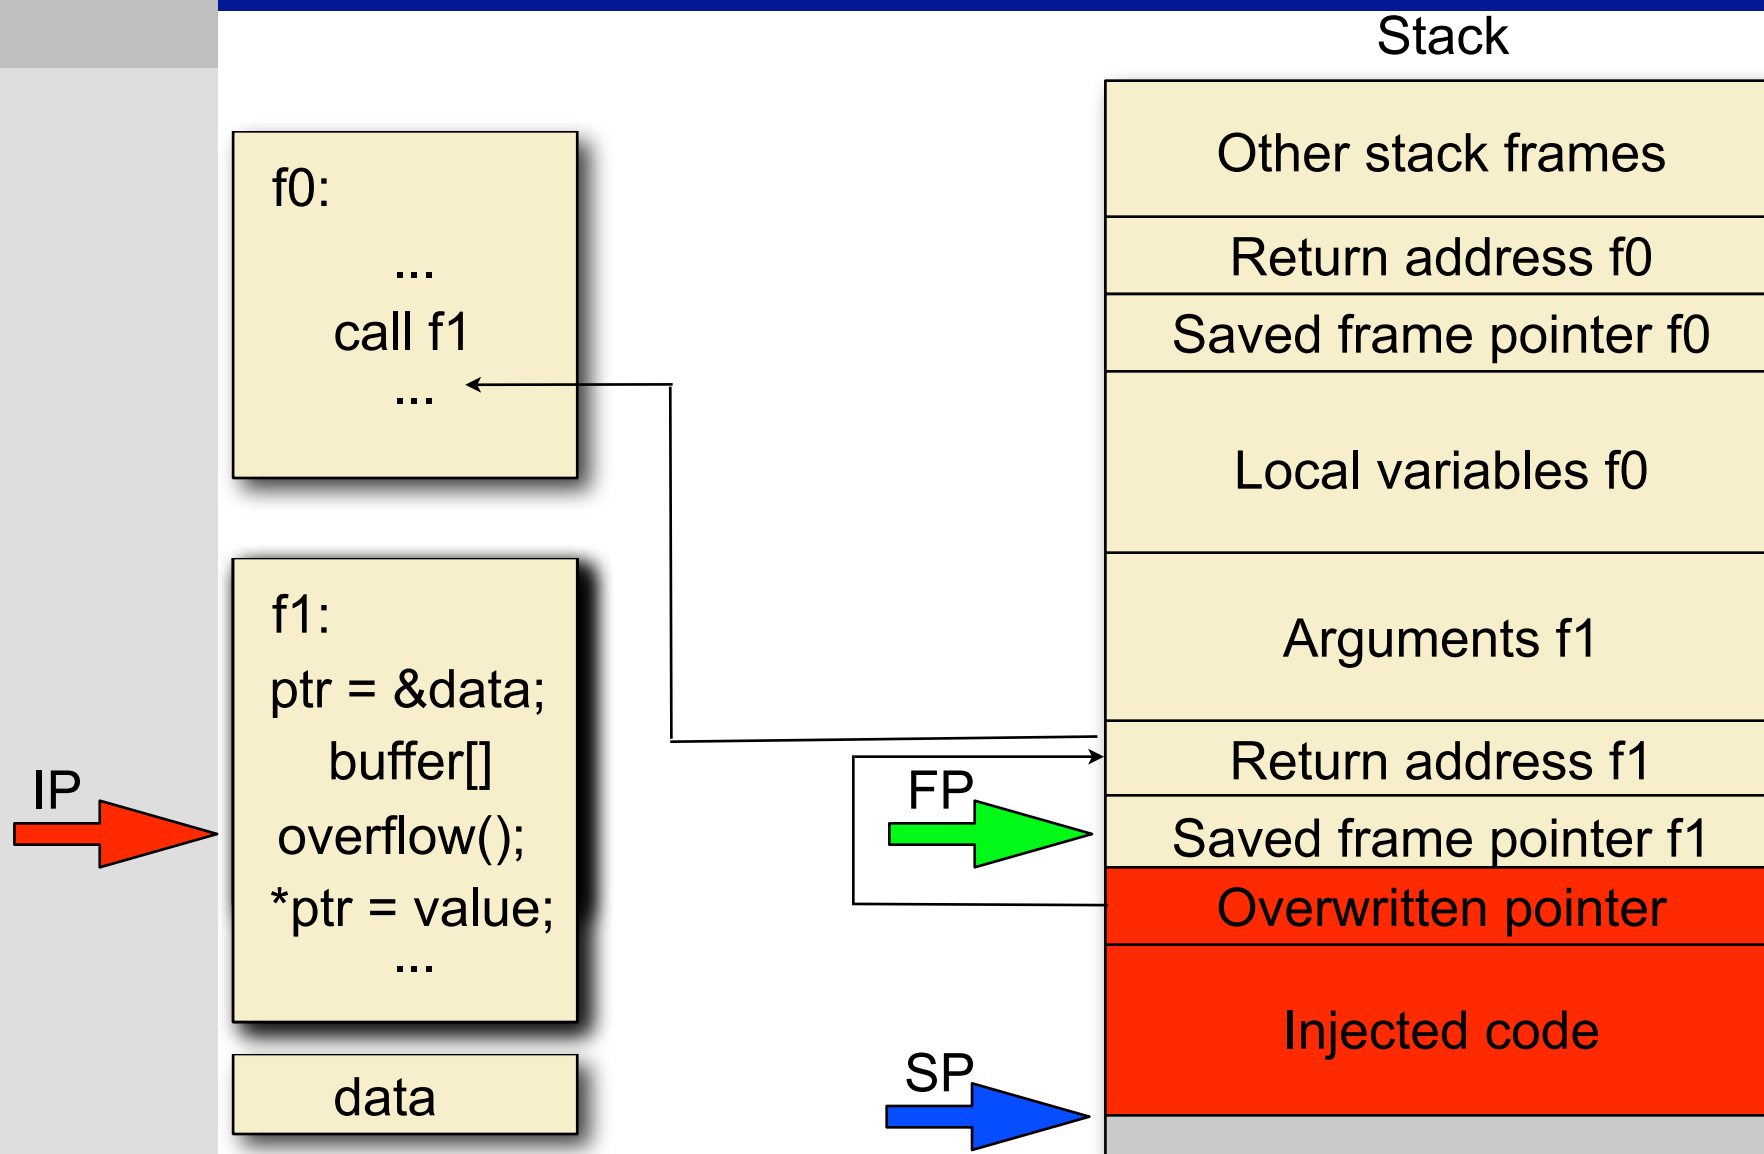 Stack
f0:
...
call f1
...
f1:
ptr = &data;
buffer[]
overflow();
*ptr = value;
...
data
IP
FP
SP
Other stack frames
Return address f0
Saved frame pointer f0
Local variables f0
Arguments f1
Return address f1
Saved frame pointer f1
Overwritten pointer
Injected code